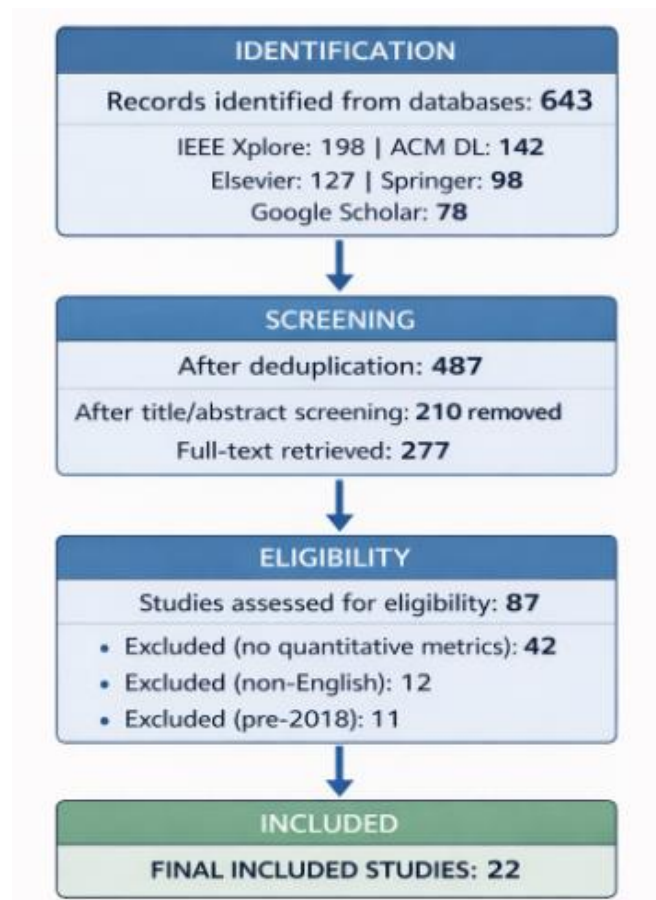 IDENTIFICATION
Records identified from databases: 643
IEEE Xplore: 198 | ACM DL: 142
Elsevier: 127 | Springer: 98
Google Scholar: 78
SCREENING
After deduplication: 487
After title/abstract screening: 210 removed
Full-text retrieved: 277
ELIGIBILITY
Studies assessed for eligibility: 87
• Excluded (no quantitative metrics): 42
• Excluded (non-English): 12
• Excluded (pre-2018): 11
INCLUDED
FINAL INCLUDED STUDIES: 22